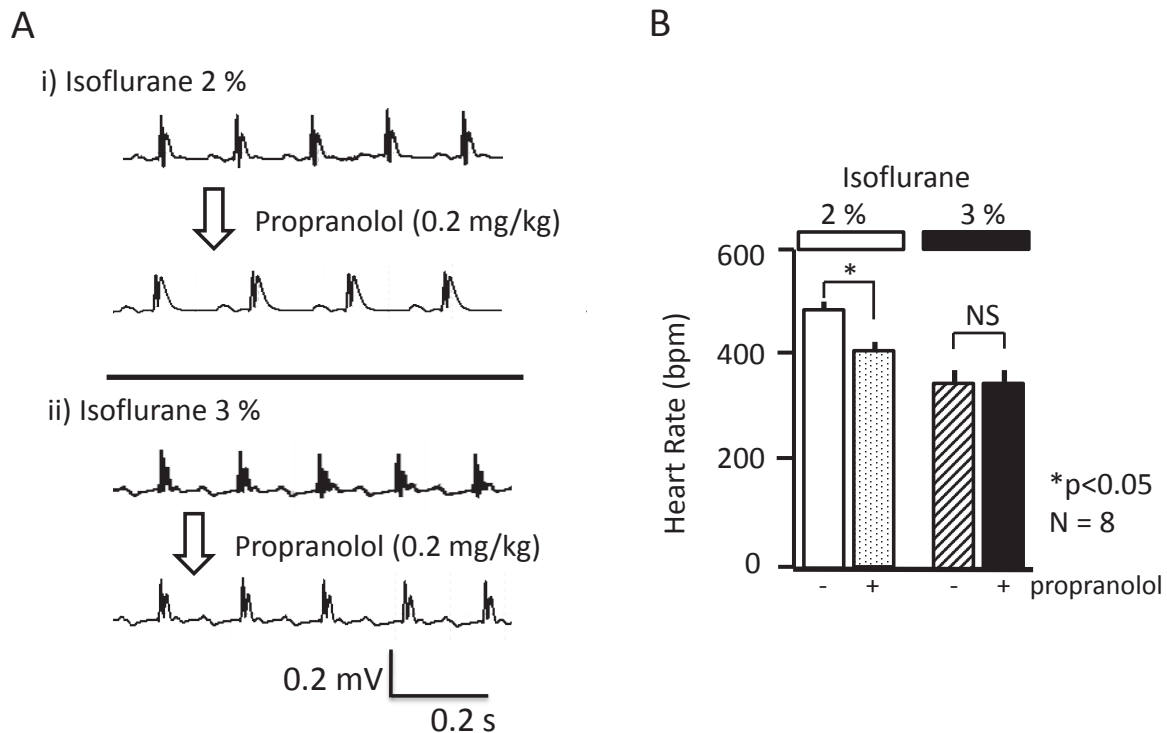 A
i) Isoflurane 2 %
Propranolol (0.2 mg/kg)
ii) Isoflurane 3 %
Propranolol (0.2 mg/kg)
0.2 mV
0.2 s
B
Isoflurane
2 % 3 %
600
400
200
0
Heart Rate (bpm)
*
NS
*p<0.05
N = 8
- + - + propranolol